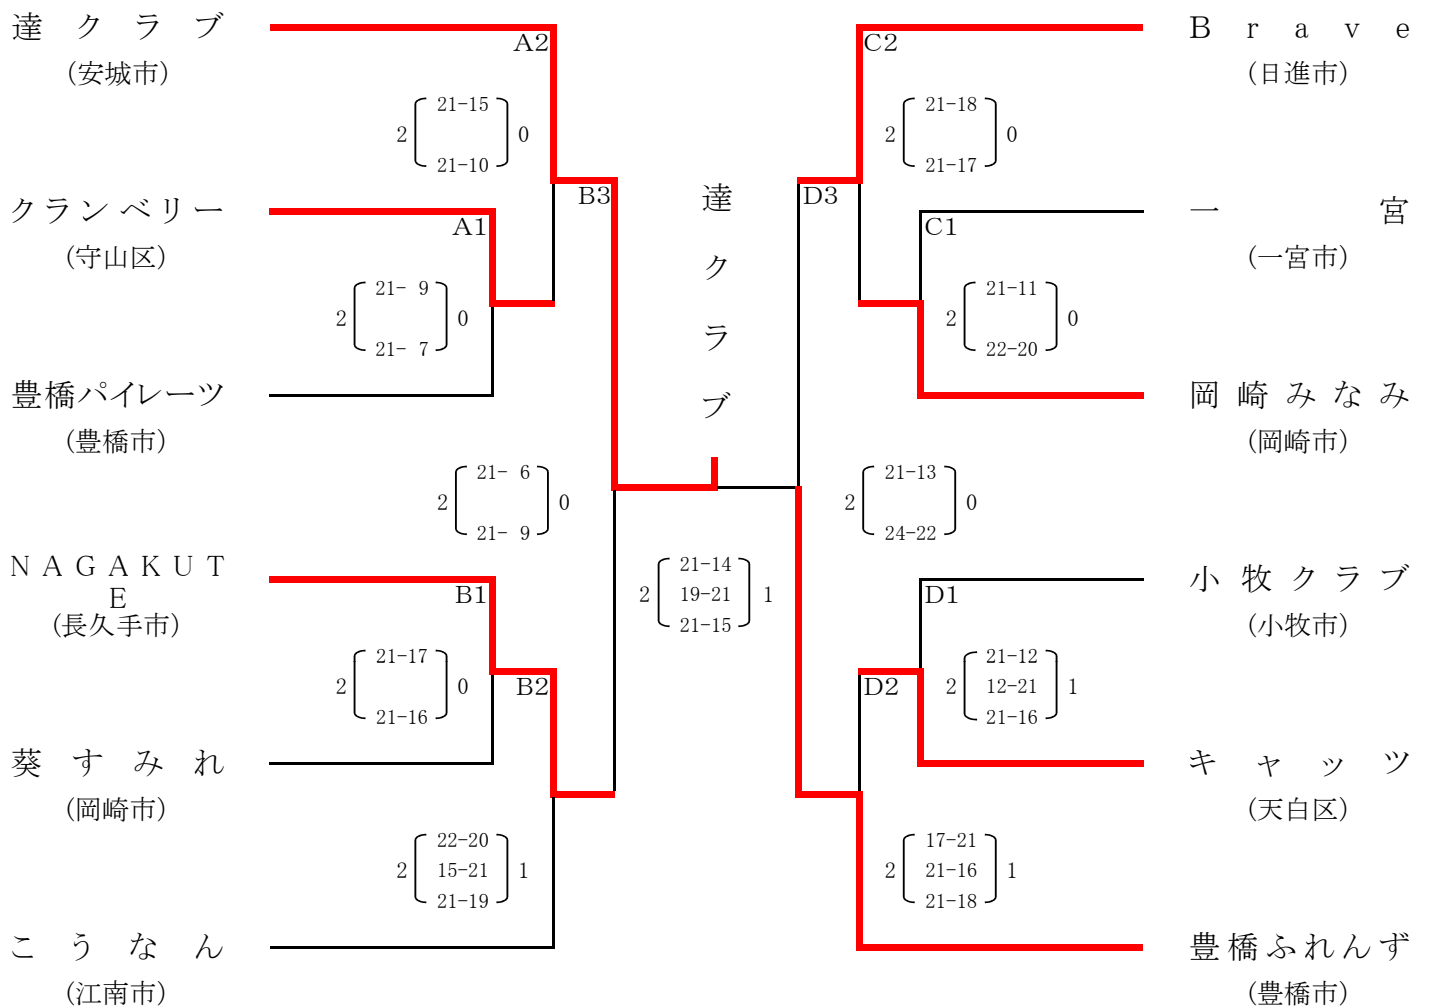 達クラブ
(安城市)
A2
21-15
2 0
21-10
クランベリー
(守山区)
A1
21- 9
2 0
21- 7
豊橋パイレーツ
(豊橋市)
B3
21- 6
2 0
21- 9
NAGAKUT
E
(長久手市)
B1
21-17
2 0
21-16
葵すみれ
(岡崎市)
B2
22-20
2 15-21 1
21-19
こうなん
(江南市)
達クラブ
21-14
2 19-21 1
21-15
Brave
(日進市)
C2
21-18
2 0
21-17
一宮
(一宮市)
C1
21-11
2 0
22-20
岡崎みなみ
(岡崎市)
D3
21-13
2 0
24-22
小牧クラブ
(小牧市)
D1
21-12
2 12-21 1
21-16
キャッツ
(天白区)
D2
17-21
2 21-16 1
21-18
豊橋ふれんず
(豊橋市)